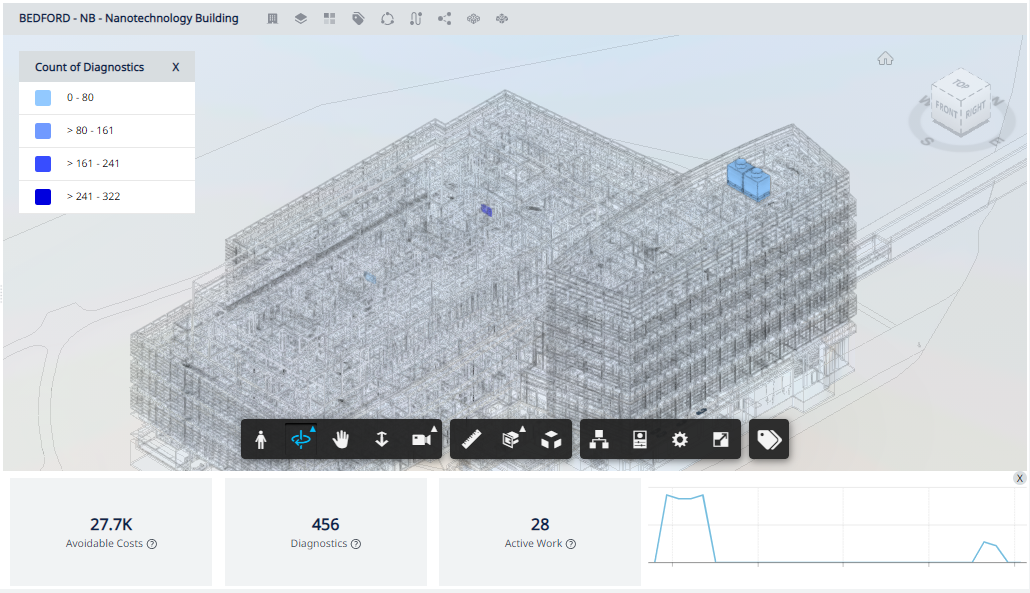 BEDFORD - NB - Nanotechnology Building
Count of Diagnostics X
0 - 80
> 80 - 161
> 161 - 241
> 241 - 322
TOP
FRONT
RIGHT
S
E
X
27.7K
Avoidable Costs ?
456
Diagnostics ?
28
Active Work ?